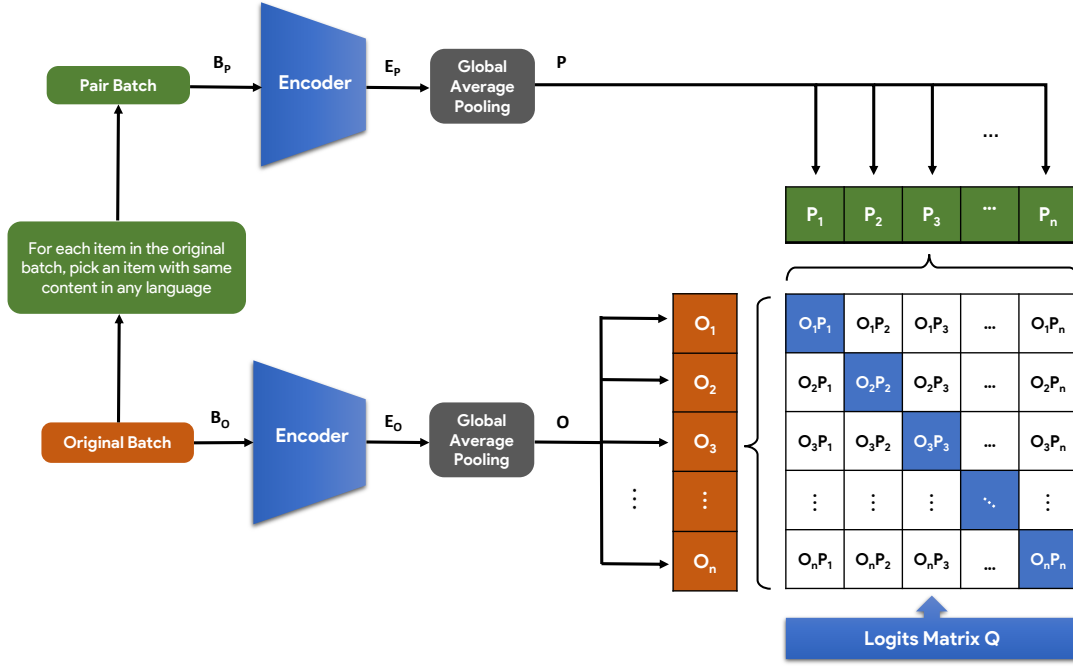 B_P
E_P
P
Pair Batch
Encoder
Global
Average
Pooling
...
P_1 P_2 P_3 ... P_n
For each item in the original
batch, pick an item with same
content in any language
O_1
O_2
O_3
⋮
O_n
O_1P_1 O_1P_2 O_1P_3 ... O_1P_n
O_2P_1 O_2P_2 O_2P_3 ... O_2P_n
O_3P_1 O_3P_2 O_3P_3 ... O_3P_n
⋮ ⋮ ⋮ ⋱ ⋮
O_nP_1 O_nP_2 O_nP_3 ... O_nP_n
B_O
E_O
O
Original Batch
Encoder
Global
Average
Pooling
⋮
Logits Matrix Q